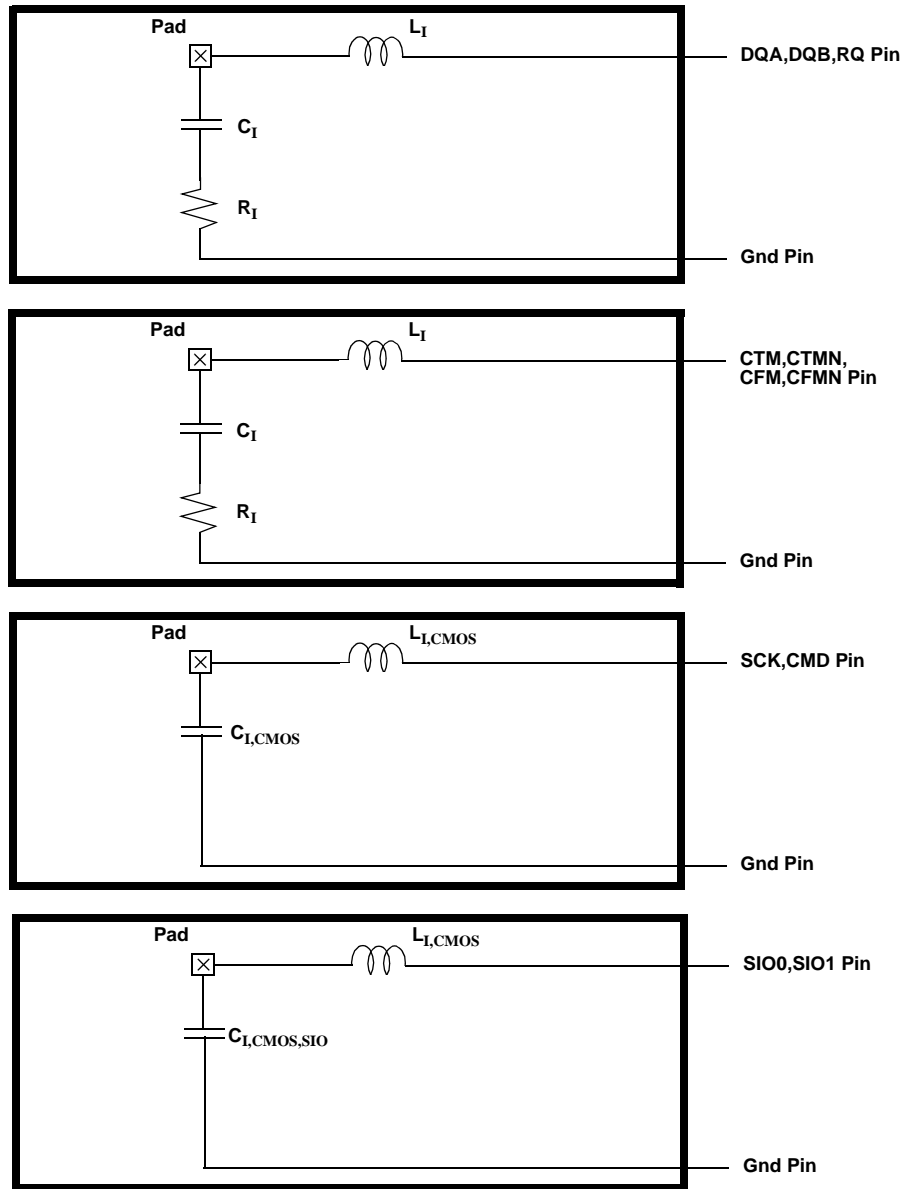 Pad L_I
DQA,DQB,RQ Pin
C_I
R_I
Gnd Pin
Pad L_I
CTM,CTMN,
CFM,CFMN Pin
C_I
R_I
Gnd Pin
Pad L_I,CMOS
SCK,CMD Pin
C_I,CMOS
Gnd Pin
Pad L_I,CMOS
SIO0,SIO1 Pin
C_I,CMOS,SIO
Gnd Pin